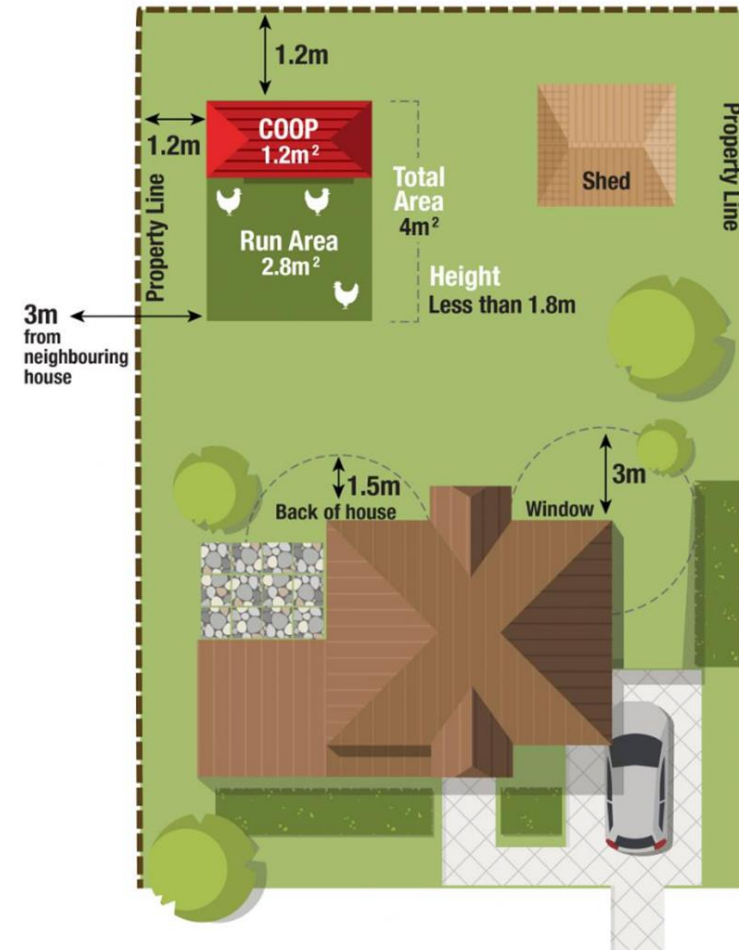 1.2m
1.2m
COOP
1.2m²
Property Line
Run Area
2.8m²
Total
Area
4m²
Height
Less than 1.8m
Shed
Property Line
3m
from
neighbouring
house
1.5m
Back of house
3m
Window